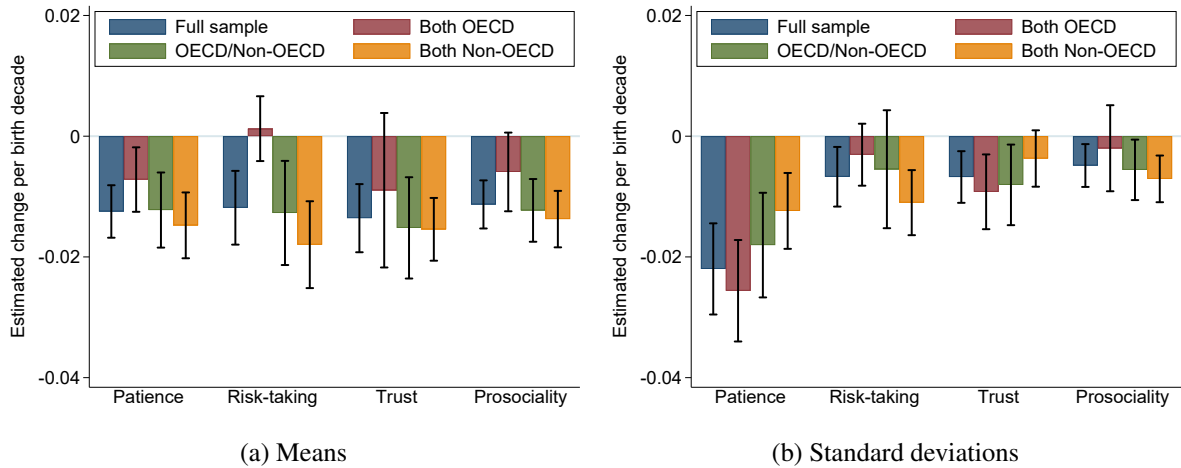 Full sample
Both OECD
OECD/Non-OECD
Both Non-OECD
Estimated change per birth decade
0.02
0
-0.02
-0.04
Patience
Risk-taking
Trust
Prosociality
(a) Means
Full sample
Both OECD
OECD/Non-OECD
Both Non-OECD
Estimated change per birth decade
0.02
0
-0.02
-0.04
Patience
Risk-taking
Trust
Prosociality
(b) Standard deviations